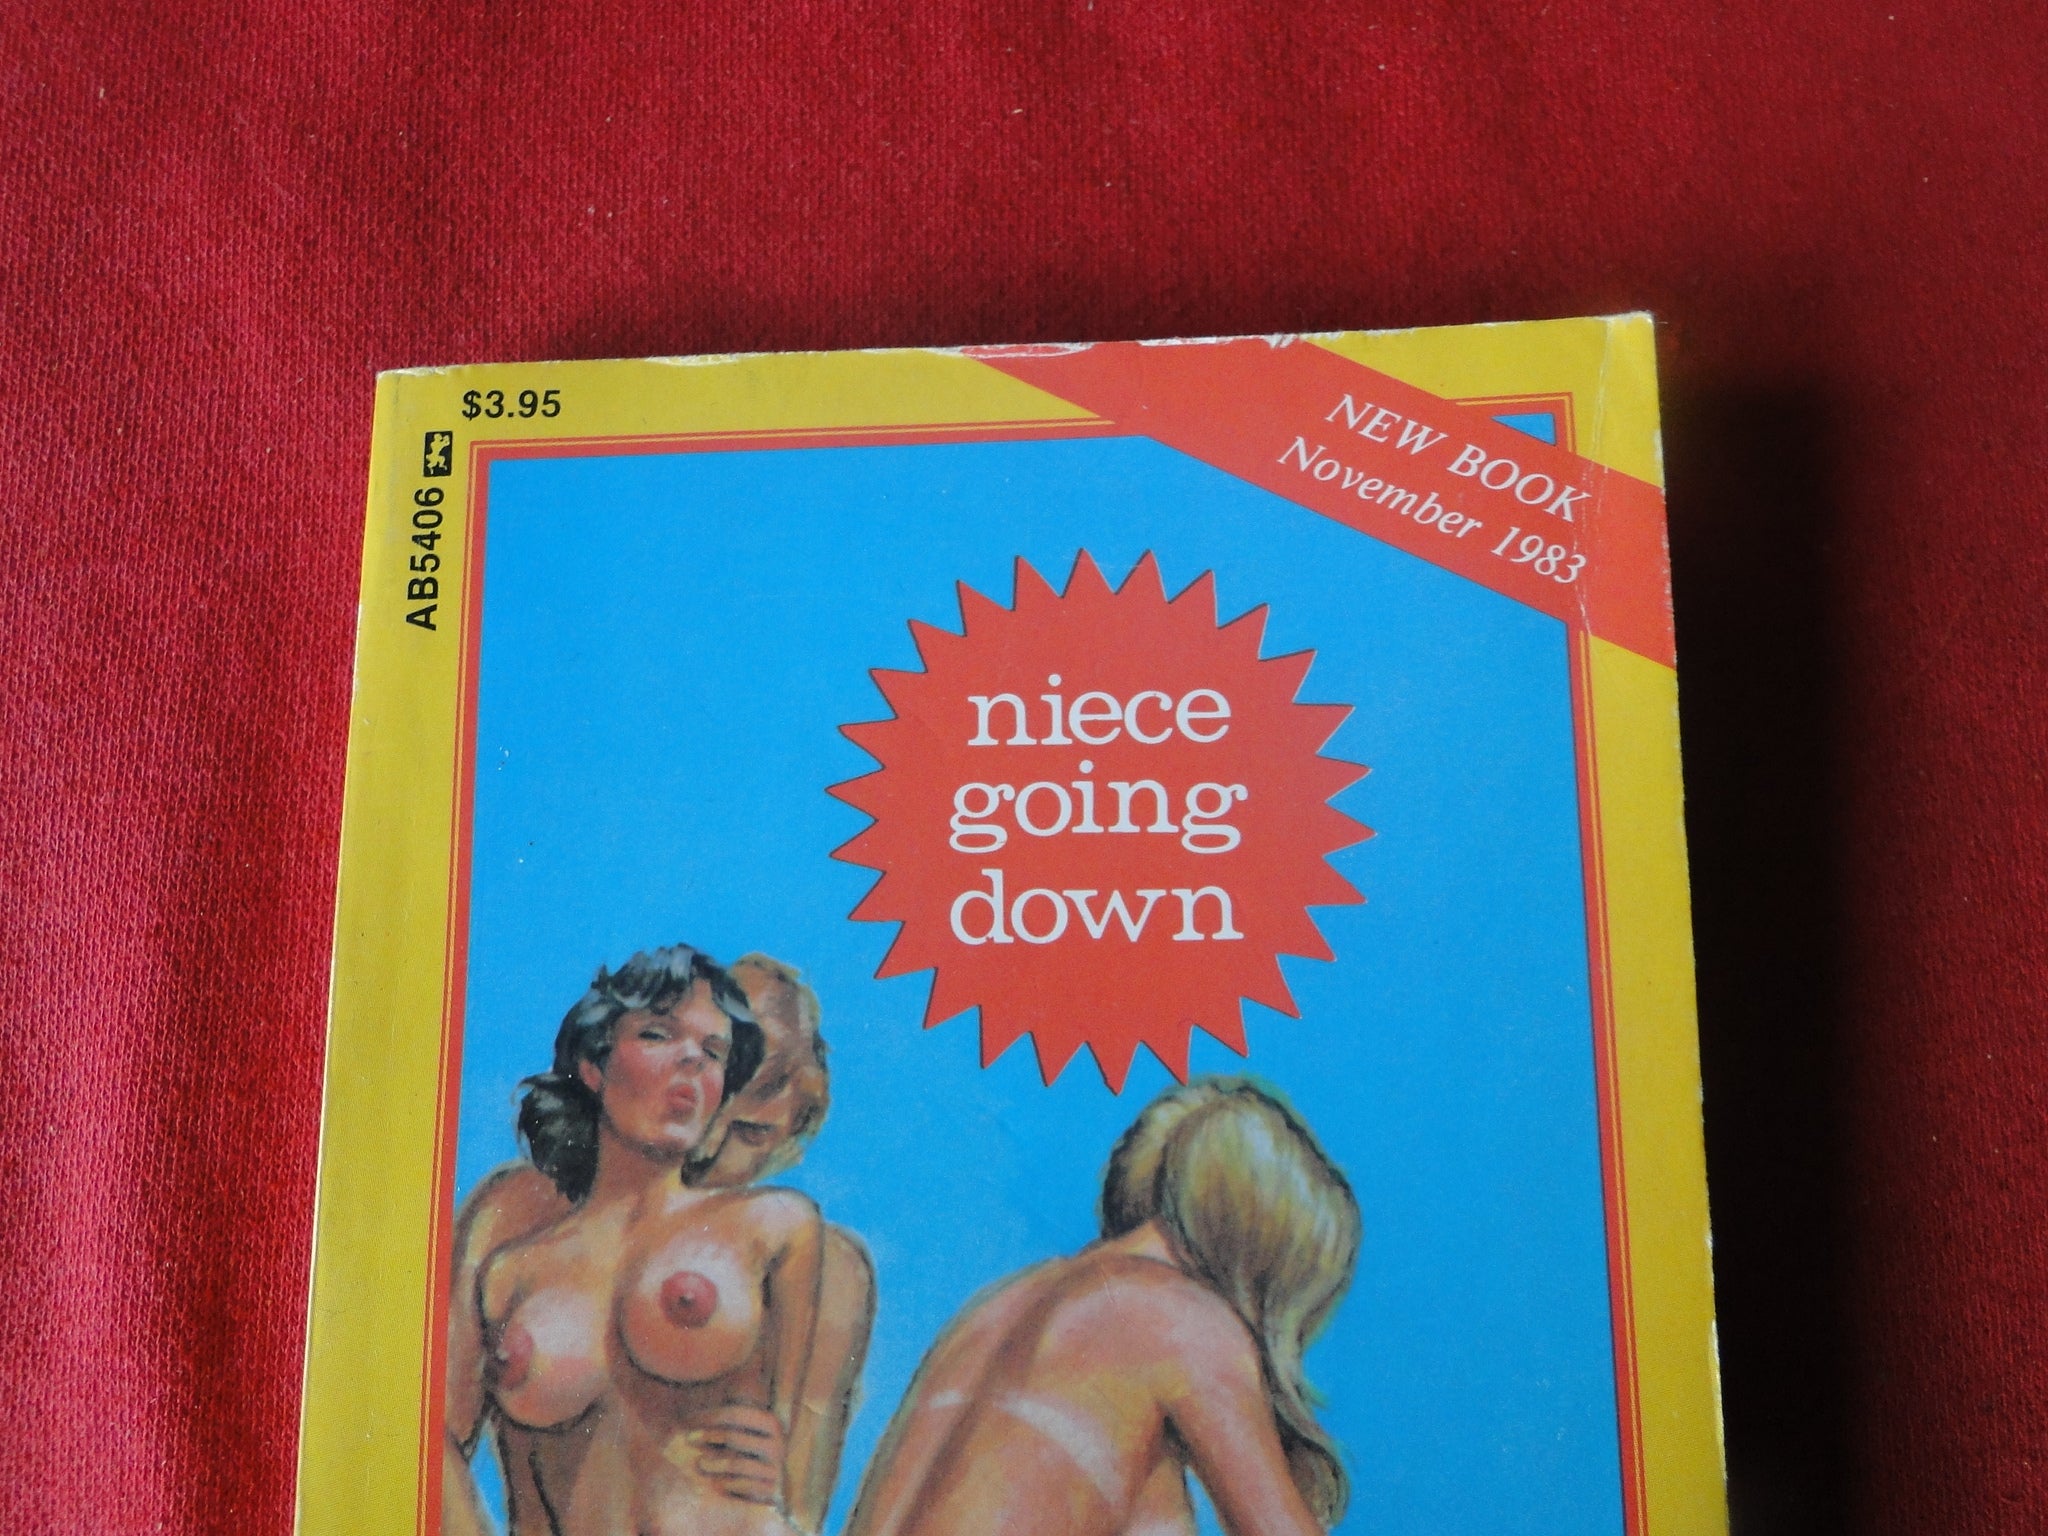 $3.95
AB5406
NEW BOOK
November 1983
niece
going
down